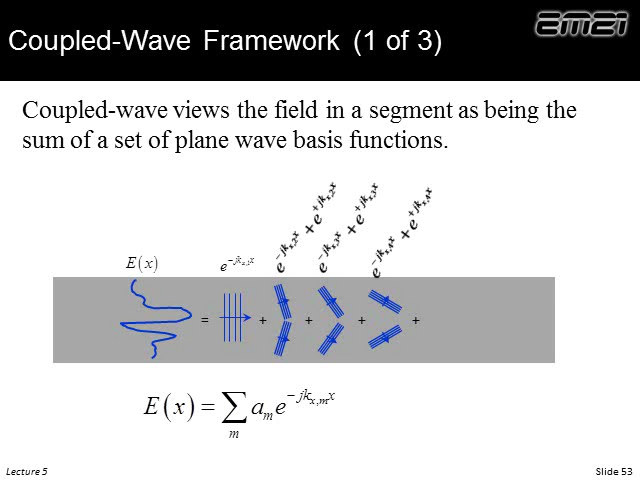 Coupled-Wave Framework (1 of 3)
EM21
Coupled-wave views the field in a segment as being the
sum of a set of plane wave basis functions.
E(x) e^{-jk_{x,1}x} e^{-jk_{x,2}x} + e^{+jk_{x,2}x} e^{-jk_{x,3}x} + e^{+jk_{x,3}x} e^{-jk_{x,4}x} + e^{+jk_{x,4}x}
= + + + +
E(x) = ∑_m a_m e^{-jk_{x,m}x}
Lecture 5 Slide 53